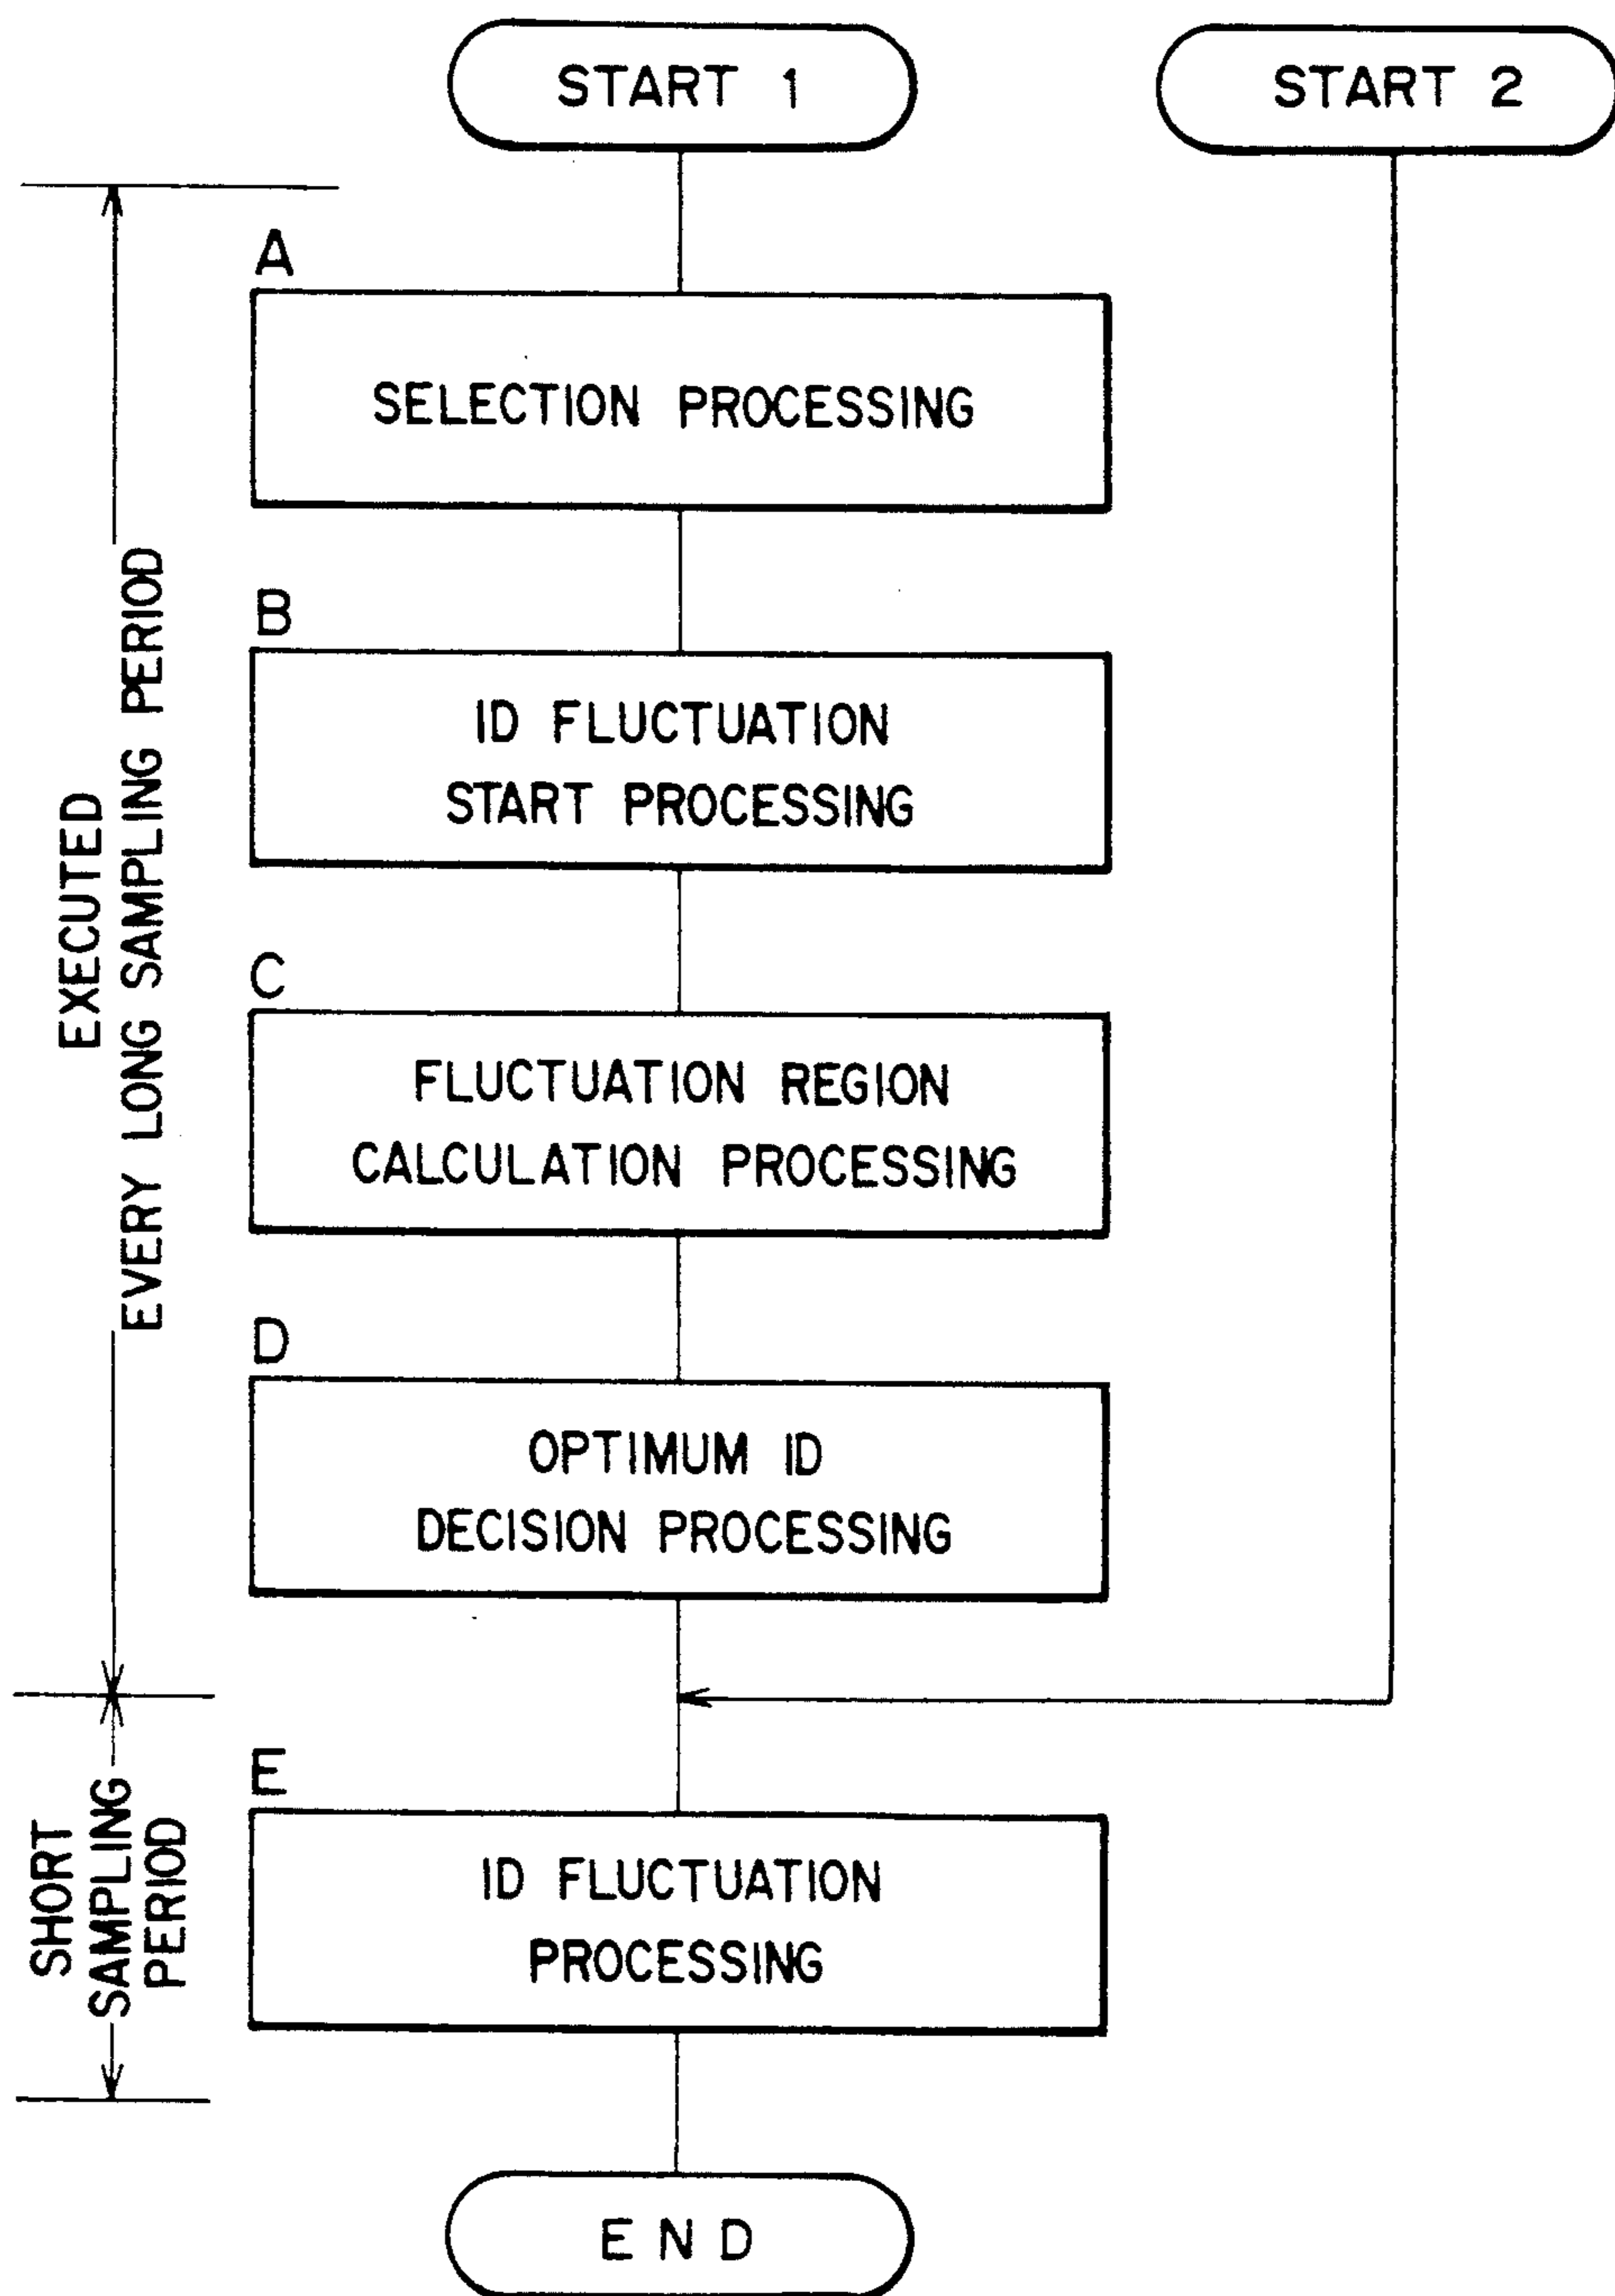 START 1
START 2
EXECUTED
EVERY LONG SAMPLING PERIOD
A
SELECTION PROCESSING
B
ID FLUCTUATION
START PROCESSING
C
FLUCTUATION REGION
CALCULATION PROCESSING
D
OPTIMUM ID
DECISION PROCESSING
SHORT
SAMPLING
PERIOD
E
ID FLUCTUATION
PROCESSING
END